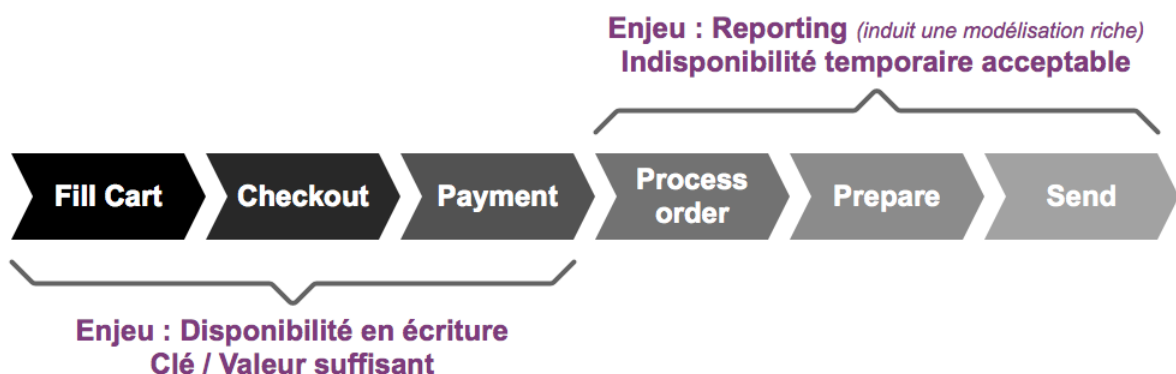 Enjeu : Reporting (induit une modélisation riche)
Indisponibilité temporaire acceptable
Fill Cart
Checkout
Payment
Process
order
Prepare
Send
Enjeu : Disponibilité en écriture
Clé / Valeur suffisant